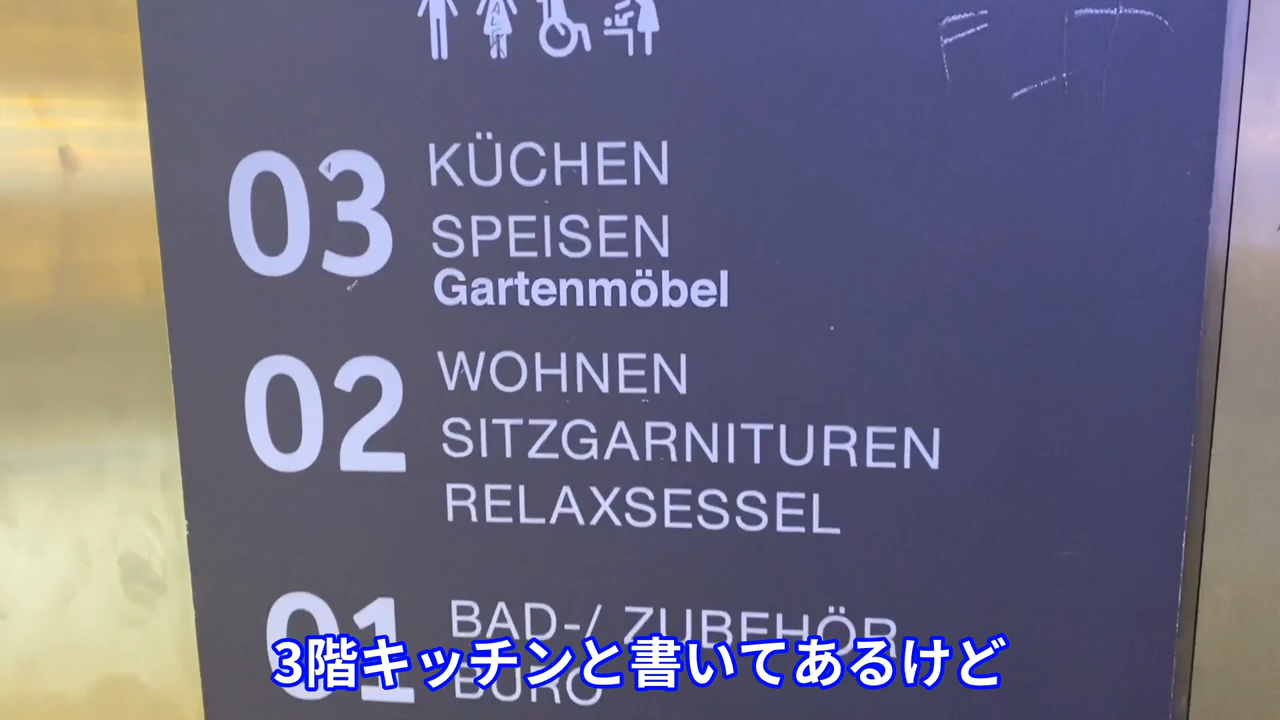 03
KÜCHEN
SPEISEN
Gartenmöbel
02
WOHNEN
SITZGARNITUREN
RELAXSESSEL
01
BAD-/ ZUBEHÖR
BÜRO
3階キッチンと書いてあるけど